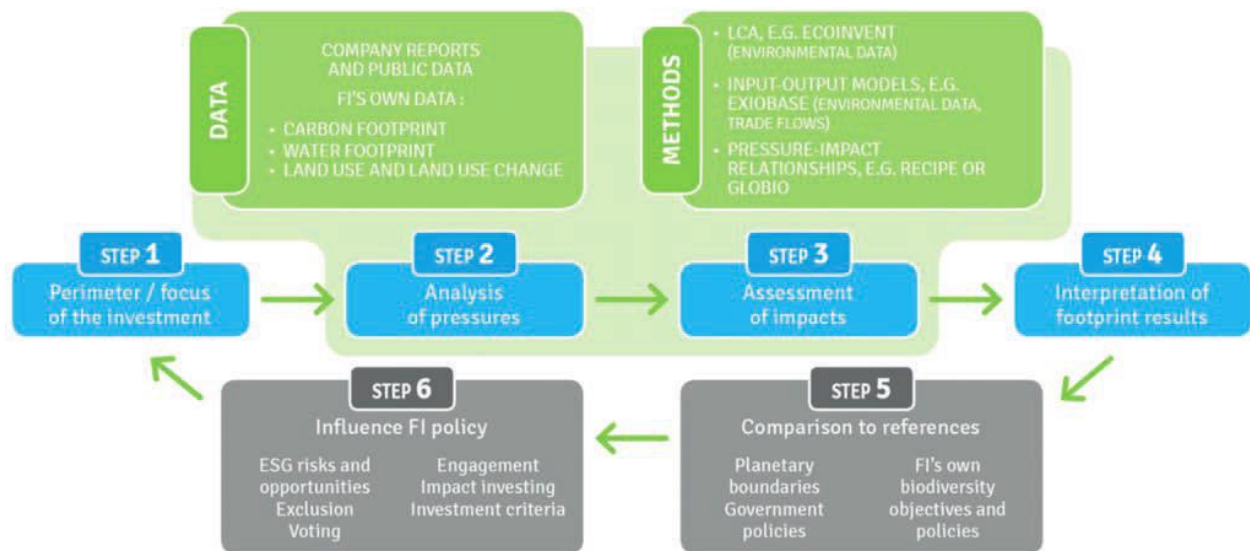 DATA
COMPANY REPORTS
AND PUBLIC DATA
FI'S OWN DATA :
• CARBON FOOTPRINT
• WATER FOOTPRINT
• LAND USE AND LAND USE CHANGE
METHODS
• LCA, E.G. ECOINVENT
(ENVIRONMENTAL DATA)
• INPUT-OUTPUT MODELS, E.G.
EXIOBASE (ENVIRONMENTAL DATA,
TRADE FLOWS)
• PRESSURE-IMPACT
RELATIONSHIPS, E.G. RECIPE OR
GLOBIO
STEP 1
Perimeter / focus
of the investment
STEP 2
Analysis
of pressures
STEP 3
Assessment
of impacts
STEP 4
Interpretation of
footprint results
STEP 5
Comparison to references
Planetary
boundaries
Government
policies
FI's own
biodiversity
objectives and
policies
STEP 6
Influence FI policy
ESG risks and
opportunities
Exclusion
Voting
Engagement
Impact investing
Investment criteria